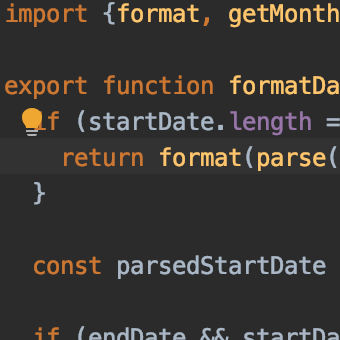 import {format, getMonth
export function formatDa
if (startDate.length =
return format(parse(
}
const parsedStartDate
if (endDate && startDa